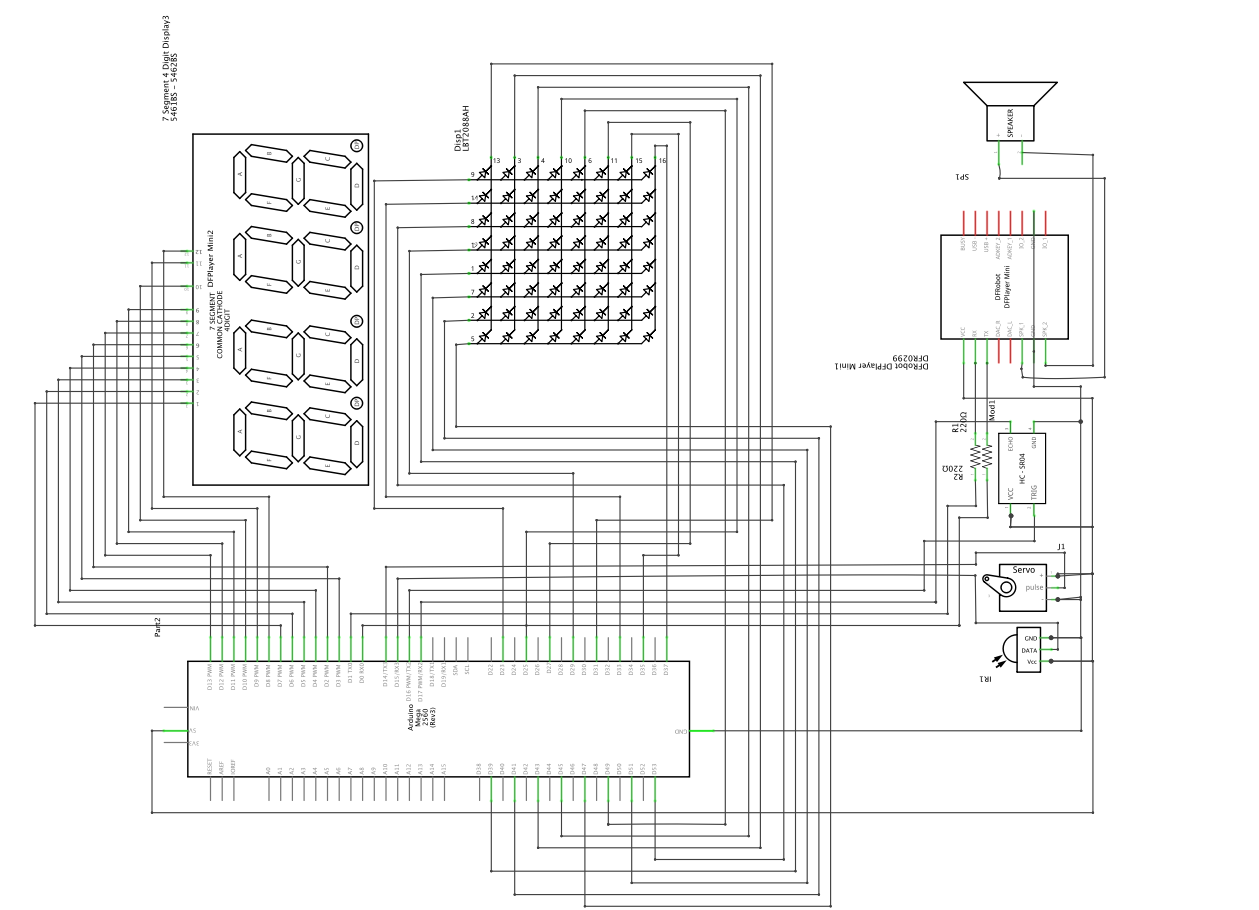 7 Segment 4 Digit Display3
5461BS - 5462BS
DFPlayer Mini2
7 SEGMENT
COMMON CATHODE
4DIGIT
A B C D E F G DP
A B C D E F G DP
A B C D E F G DP
A B C D E F G DP
12
11
10
9
8
7
6
5
4
3
2
1
Disp1
LBT2088AH
13 3 4 10 6 11 15 16
9
14
8
12
1
7
2
5
SPEAKER
+
SP1
BUSY USB - USB + ADKEY_2 ADKEY_1 IO_2 GND IO_1
DFRobot
DFPlayer Mini
VCC RX TX DAC_R DAC_L SPK_1 GND SPK_2
DFRobot DFPlayer Mini1
DFR0299
R1
220Ω
R2
220Ω
Mod1
ECHO GND
HC - SR04
VCC TRIG
J1
Servo
+
pulse
-
GND
DATA
Vcc
IR1
Part2
D13 PWM D12 PWM D11 PWM D10 PWM D9 PWM D8 PWM D7 PWM D6 PWM D5 PWM D4 PWM D2 PWM D3 PWM D1 TX0 D0 RX0 D14/TX3 D15/RX3 D16 PWM/TX2 D17 PWM/RX2 D18/TX1 D19/RX1 SDA SCL D22 D23 D24 D25 D26 D27 D28 D29 D30 D31 D32 D33 D34 D35 D36 D37
VIN
5V
3V3
Arduino
Mega
2560
(Rev3)
GND
RESET AREF IOREF A0 A1 A2 A3 A4 A5 A6 A7 A8 A9 A10 A11 A12 A13 A14 A15 D38 D39 D40 D41 D42 D43 D44 D45 D46 D47 D48 D49 D50 D51 D52 D53